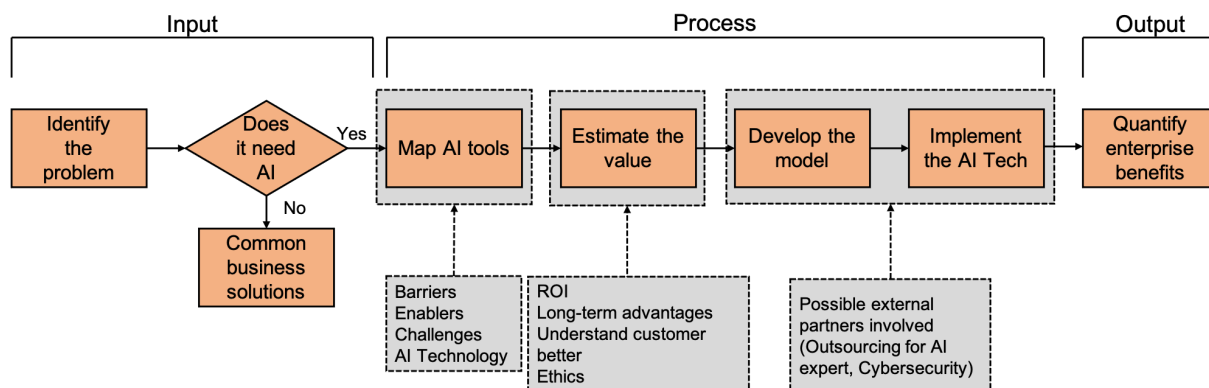 Input
Process
Output
Identify
the
problem
Does
it need
AI
Yes
No
Common
business
solutions
Map AI tools
Estimate the
value
Develop the
model
Implement
the AI Tech
Quantify
enterprise
benefits
Barriers
Enablers
Challenges
AI Technology
ROI
Long-term advantages
Understand customer
better
Ethics
Possible external
partners involved
(Outsourcing for AI
expert, Cybersecurity)